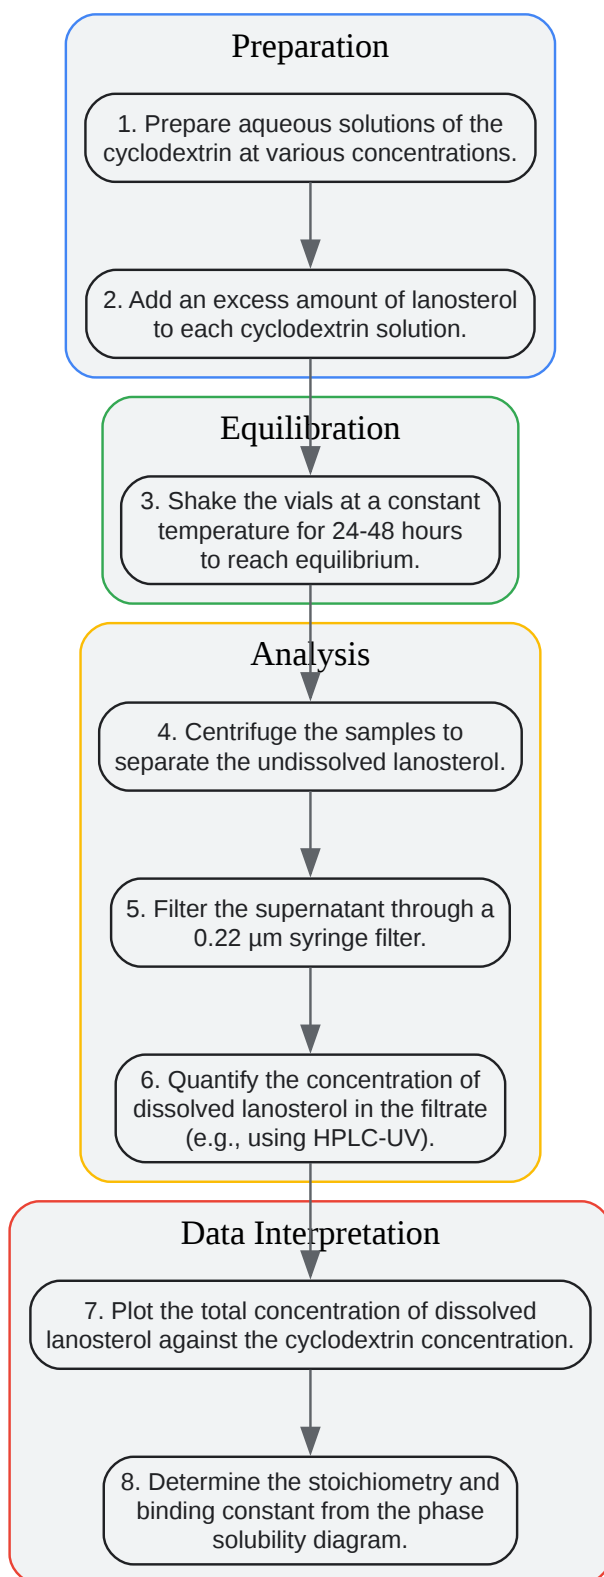 Preparation
1. Prepare aqueous solutions of the
cyclodextrin at various concentrations.
2. Add an excess amount of lanosterol
to each cyclodextrin solution.
Equilibration
3. Shake the vials at a constant
temperature for 24-48 hours
to reach equilibrium.
Analysis
4. Centrifuge the samples to
separate the undissolved lanosterol.
5. Filter the supernatant through a
0.22 µm syringe filter.
6. Quantify the concentration of
dissolved lanosterol in the filtrate
(e.g., using HPLC-UV).
Data Interpretation
7. Plot the total concentration of dissolved
lanosterol against the cyclodextrin concentration.
8. Determine the stoichiometry and
binding constant from the phase
solubility diagram.